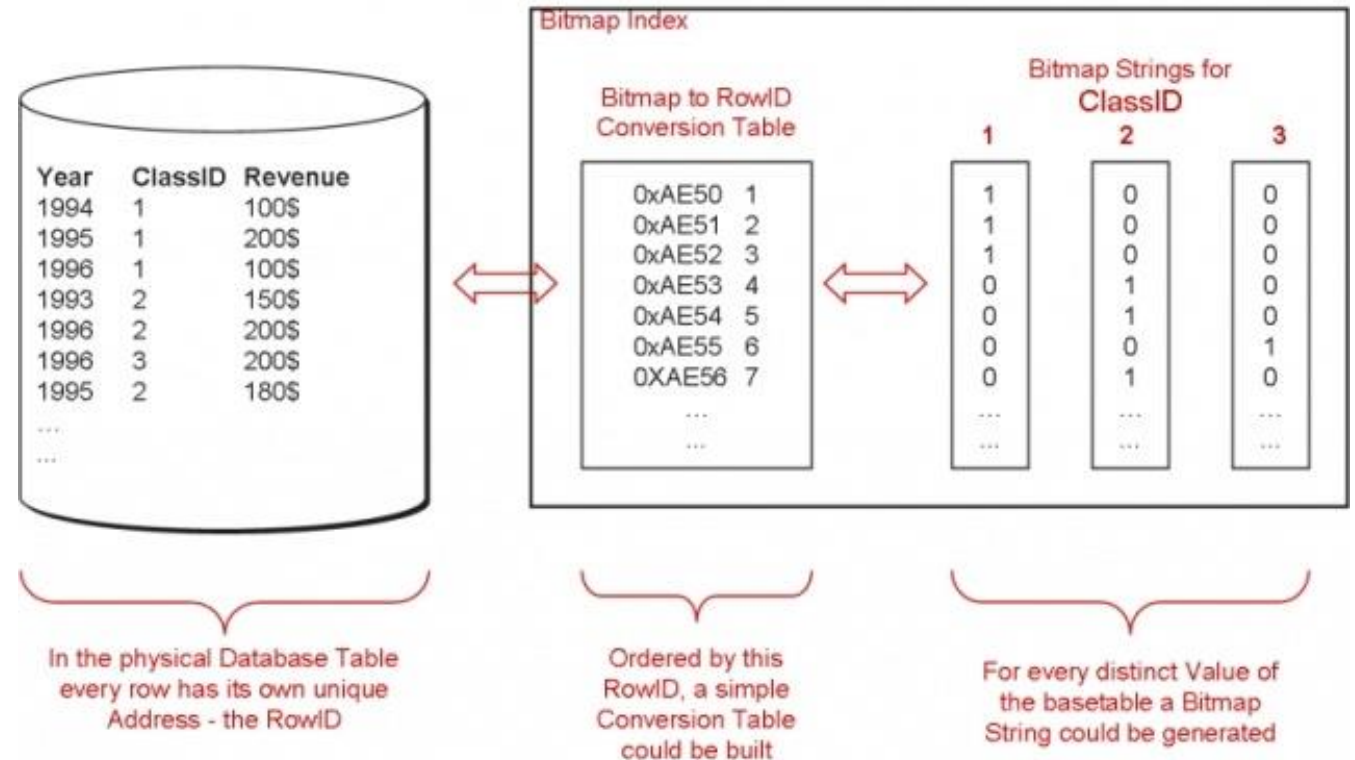 Bitmap Index
Bitmap Strings for
ClassID
Bitmap to RowID
Conversion Table
1 2 3
Year ClassID Revenue
1994 1 100$
1995 1 200$
1996 1 100$
1993 2 150$
1996 2 200$
1996 3 200$
1995 2 180$
...
...
0xAE50 1
0xAE51 2
0xAE52 3
0xAE53 4
0xAE54 5
0xAE55 6
0XAE56 7
...
...
1 0 0
1 0 0
1 0 0
0 1 0
0 1 0
0 0 1
0 1 0
... ... ...
... ... ...
In the physical Database Table
every row has its own unique
Address - the RowID
Ordered by this
RowID, a simple
Conversion Table
could be built
For every distinct Value of
the basetable a Bitmap
String could be generated